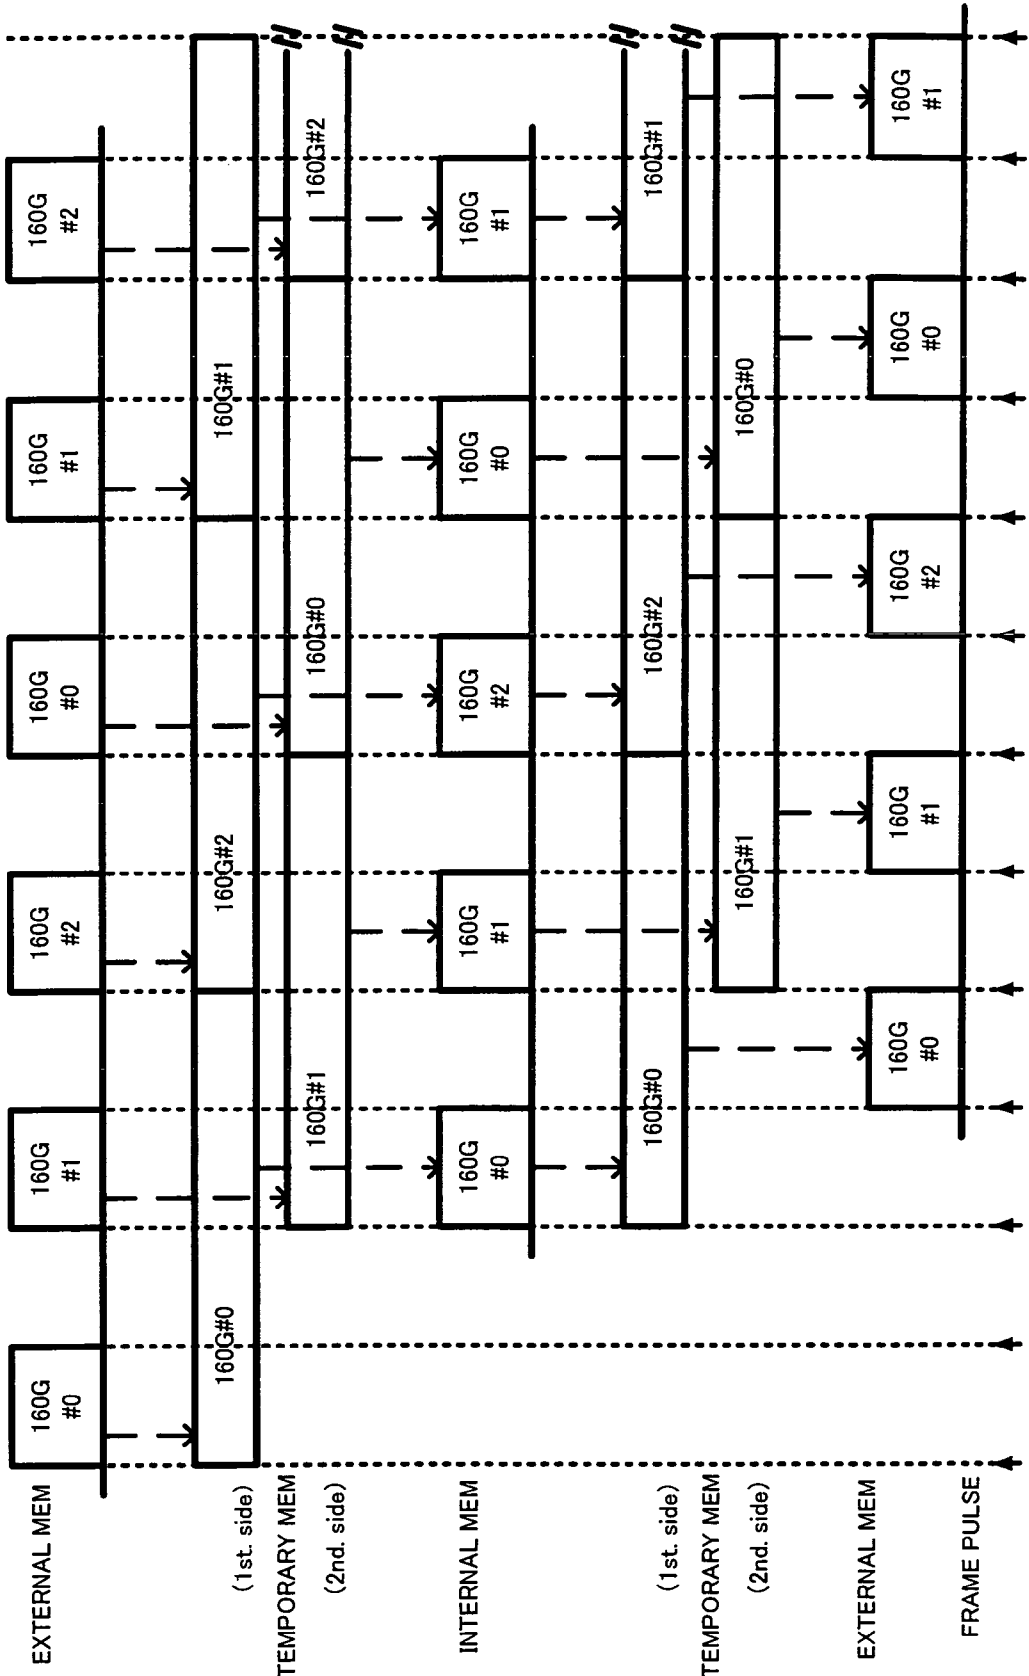 EXTERNAL MEM
160G
#0
160G
#1
160G
#2
160G
#0
160G
#1
160G
#2
(1st. side)
160G#0
160G#2
160G#1
TEMPORARY MEM
(2nd. side)
160G#1
160G#0
160G#2
INTERNAL MEM
160G
#0
160G
#1
160G
#2
160G
#0
160G
#1
(1st. side)
160G#0
160G#2
160G#1
TEMPORARY MEM
(2nd. side)
160G#1
160G#0
EXTERNAL MEM
160G
#0
160G
#1
160G
#2
160G
#0
160G
#1
FRAME PULSE